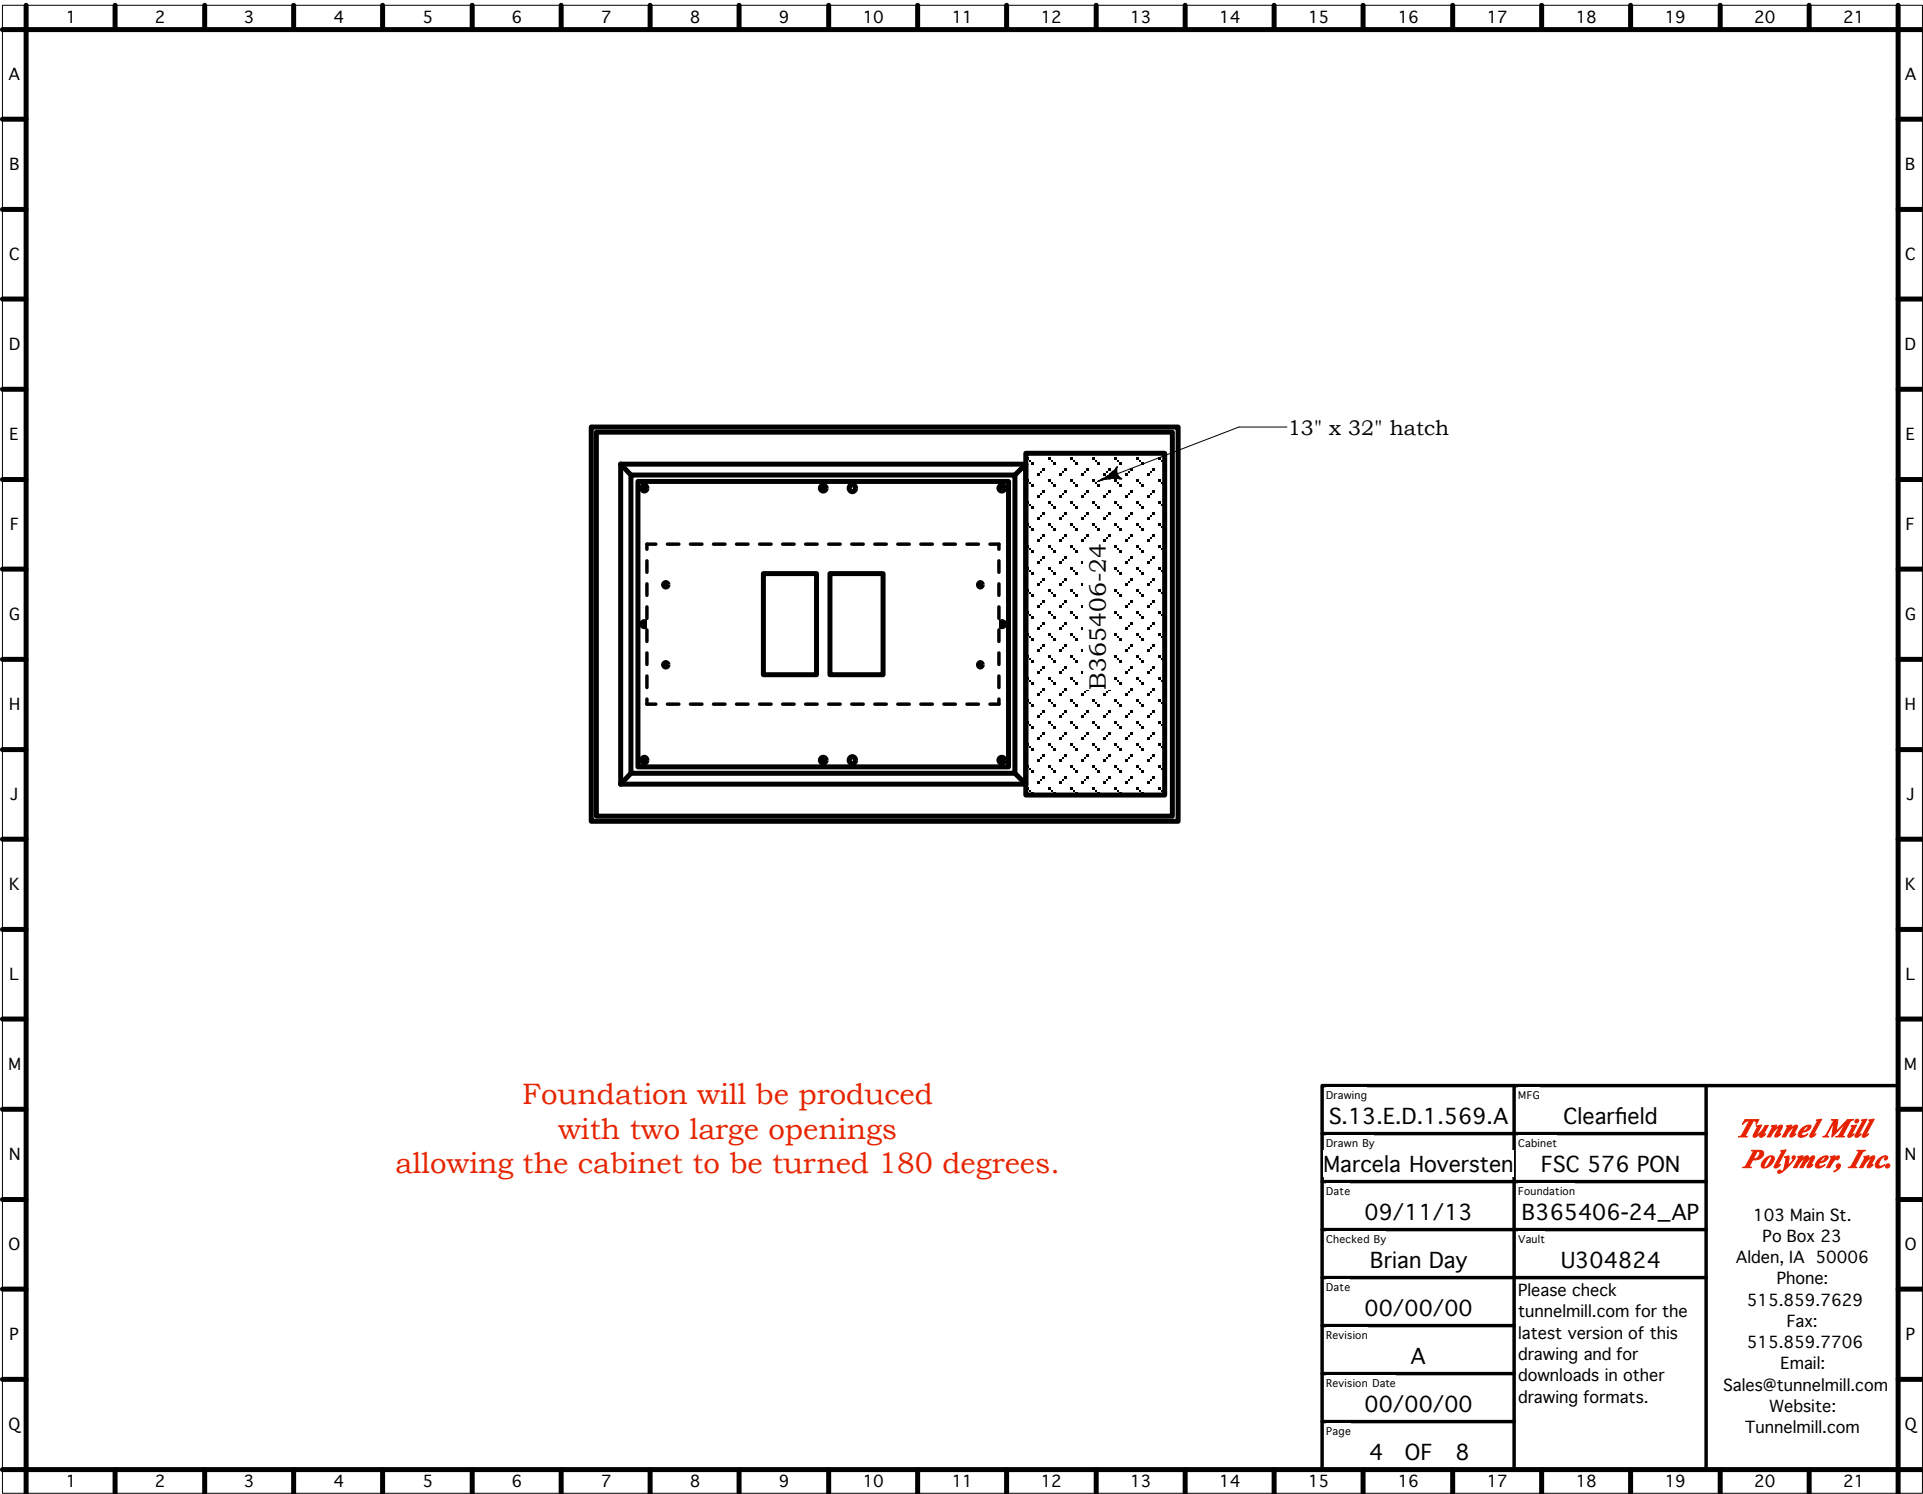 1 2 3 4 5 6 7 8 9 10 11 12 13 14 15 16 17 18 19 20 21
A A
B B
C C
D D
E E
13" x 32" hatch
F F
B365406-24
G G
H H
J J
K K
L L
M M
Foundation will be produced
with two large openings
allowing the cabinet to be turned 180 degrees.
N N
O O
P P
Q Q
Drawing
S.13.E.D.1.569.A
MFG
Clearfield
Drawn By
Marcela Hoversten
Cabinet
FSC 576 PON
Date
09/11/13
Foundation
B365406-24_AP
Checked By
Brian Day
Vault
U304824
Date
00/00/00
Revision
A
Revision Date
00/00/00
Page
4 OF 8
Please check
tunnelmill.com for the
latest version of this
drawing and for
downloads in other
drawing formats.
Tunnel Mill
Polymer, Inc.
103 Main St.
Po Box 23
Alden, IA 50006
Phone:
515.859.7629
Fax:
515.859.7706
Email:
Sales@tunnelmill.com
Website:
Tunnelmill.com
1 2 3 4 5 6 7 8 9 10 11 12 13 14 15 16 17 18 19 20 21